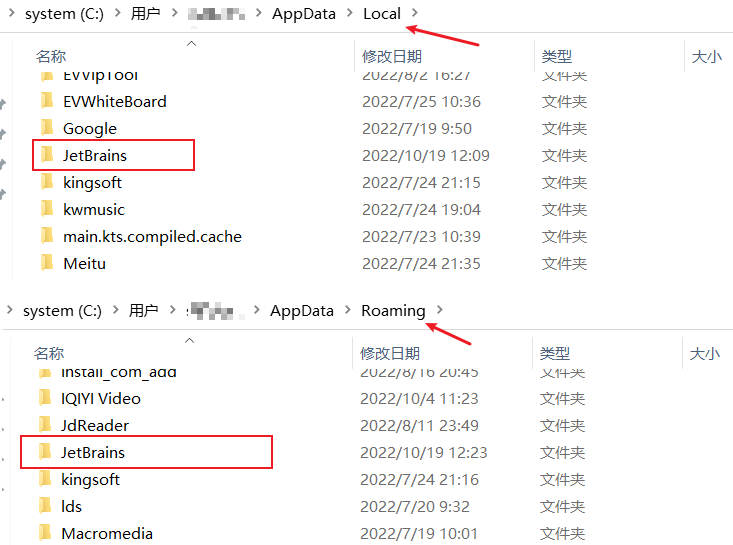 system (C:) > 用户 > AppData > Local >
名称 修改日期 类型 大小
EVVipTool 2022/8/2 16:27 文件夹
EVWhiteBoard 2022/7/25 10:36 文件夹
Google 2022/7/19 9:50 文件夹
JetBrains 2022/10/19 12:09 文件夹
kingsoft 2022/7/24 21:15 文件夹
kwmusic 2022/7/24 19:04 文件夹
main.kts.compiled.cache 2022/7/23 10:39 文件夹
Meitu 2022/7/24 21:35 文件夹
system (C:) > 用户 > AppData > Roaming >
名称 修改日期 类型 大小
install_com_add 2022/8/16 20:45 文件夹
IQIYI Video 2022/10/4 11:23 文件夹
JdReader 2022/8/11 23:49 文件夹
JetBrains 2022/10/19 12:23 文件夹
kingsoft 2022/7/24 21:16 文件夹
lds 2022/7/20 9:32 文件夹
Macromedia 2022/7/19 10:01 文件夹